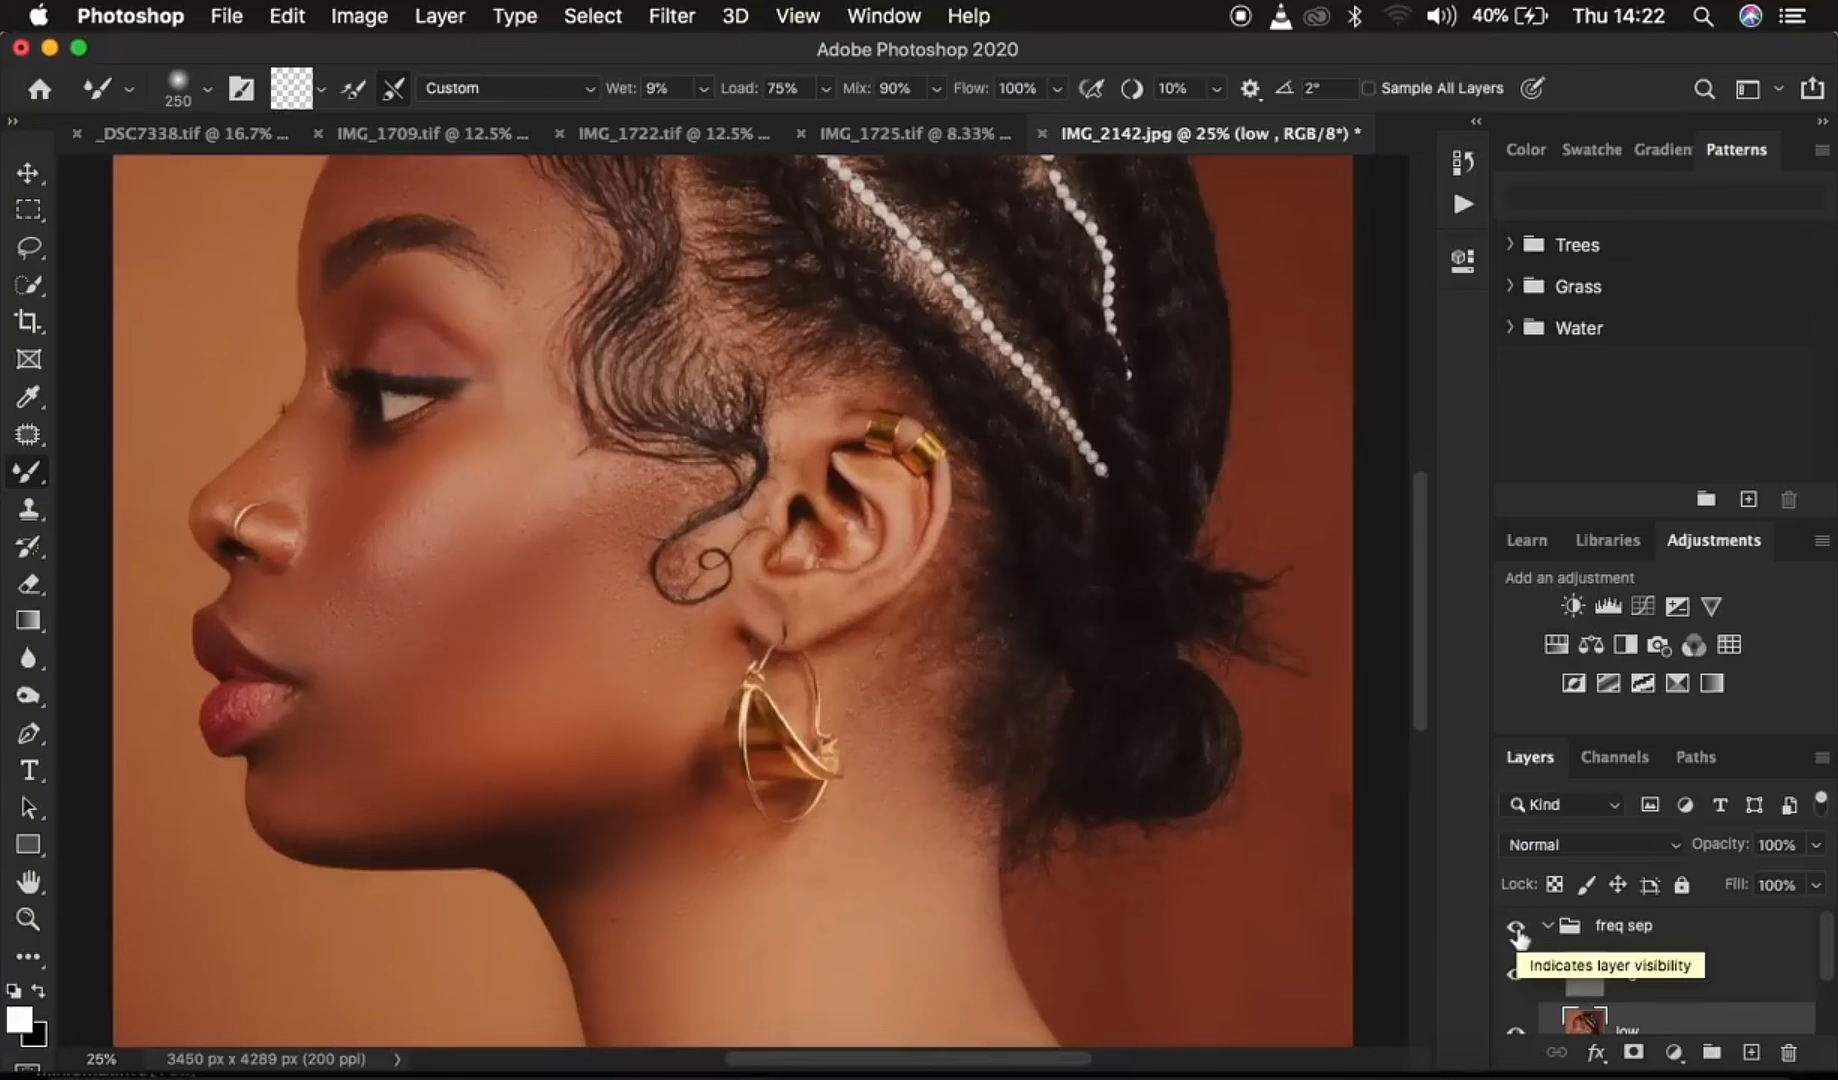 Photoshop File Edit Image Layer Type Select Filter 3D View Window Help 40% Thu 14:22
Adobe Photoshop 2020
250 Custom Wet: 9% Load: 75% Mix: 90% Flow: 100% 10% 2° Sample All Layers
_DSC7338.tif @ 16.7% ... IMG_1709.tif @ 12.5% ... IMG_1722.tif @ 12.5% ... IMG_1725.tif @ 8.33% ... IMG_2142.jpg @ 25% (low , RGB/8*) *
Color Swatche Gradien Patterns
Trees
Grass
Water
Learn Libraries Adjustments
Add an adjustment
Layers Channels Paths
Kind
Normal Opacity: 100%
Lock: Fill: 100%
freq sep
Indicates layer visibility
low
25% 3450 px x 4289 px (200 ppi)